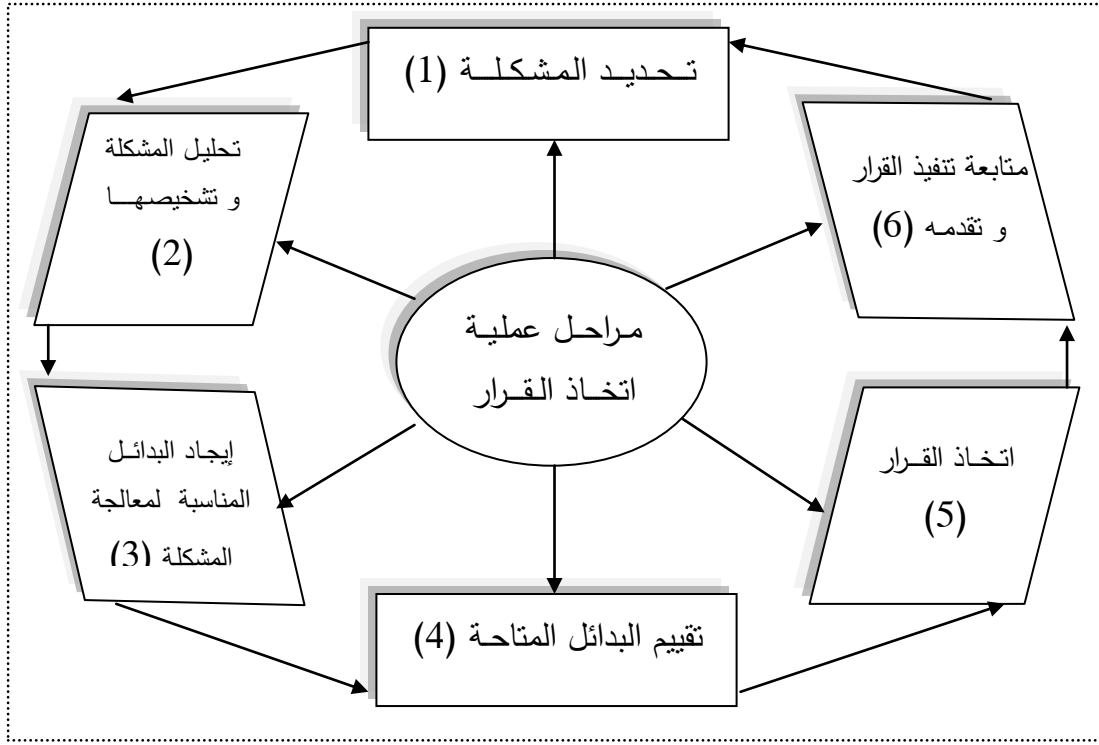 تحديد المشكلة (1)
تحليل المشكلة
و تشخيصها
(2)
إيجاد البدائل
المناسبة لمعالجة
المشكلة (3)
تقييم البدائل المتاحة (4)
اتخاذ القرار
(5)
متابعة تنفيذ القرار
و تقدمه (6)
مراحل عملية
اتخاذ القرار